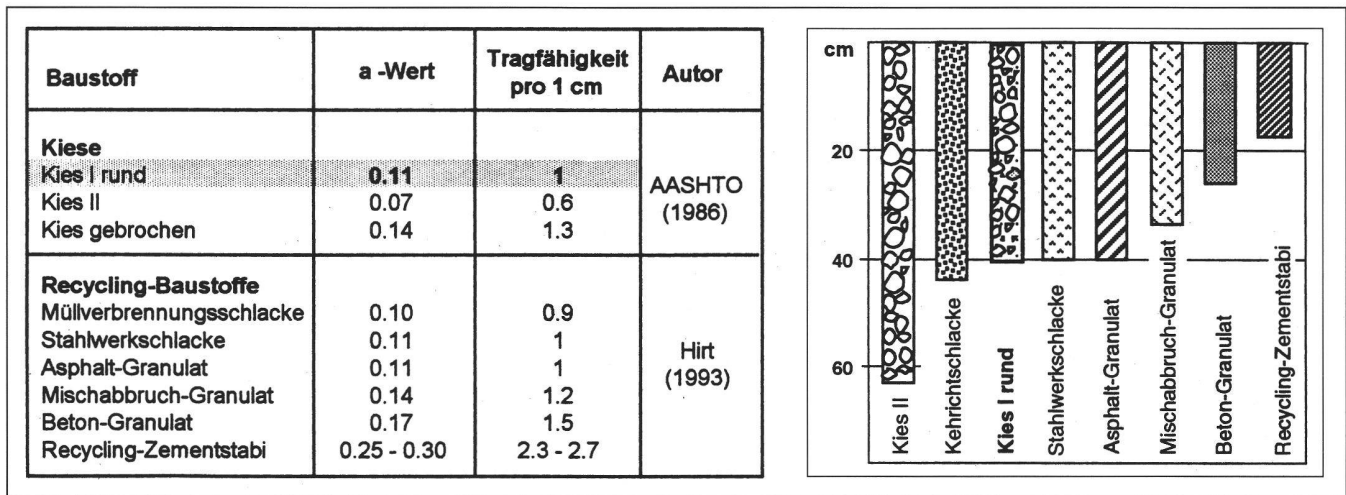 Baustoff a -Wert Tragfähigkeit pro 1 cm Autor
Kiese
Kies I rund 0.11 1
Kies II 0.07 0.6
Kies gebrochen 0.14 1.3
AASHTO
(1986)
Recycling-Baustoffe
Müllverbrennungsschlacke 0.10 0.9
Stahlwerkschlacke 0.11 1
Asphalt-Granulat 0.11 1
Mischabbruch-Granulat 0.14 1.2
Beton-Granulat 0.17 1.5
Recycling-Zementstabi 0.25 - 0.30 2.3 - 2.7
Hirt
(1993)
cm
20
40
60
Kies II
Kehrichtschlacke
Kies I rund
Stahlwerkschlacke
Asphalt-Granulat
Mischabbruch-Granulat
Beton-Granulat
Recycling-Zementstabi